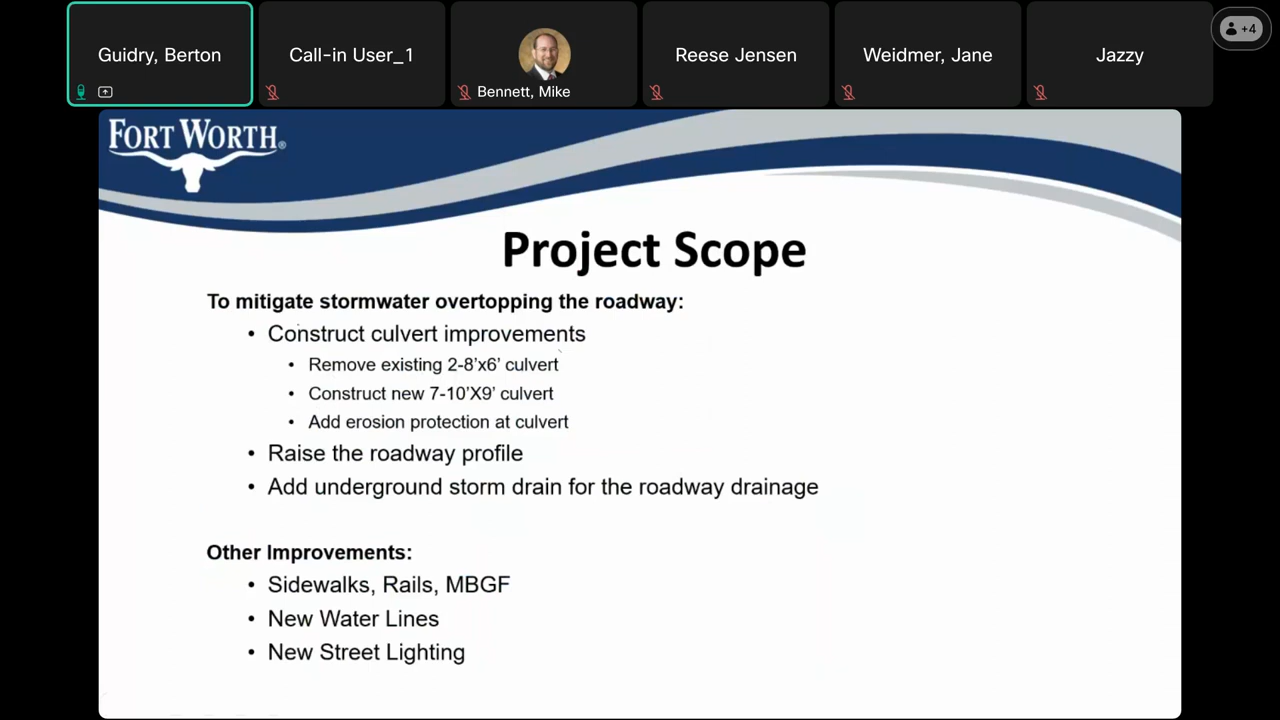 Guidry, Berton
Call-in User_1
Bennett, Mike
Reese Jensen
Weidmer, Jane
Jazzy
+4
FORT WORTH®
Project Scope
To mitigate stormwater overtopping the roadway:
• Construct culvert improvements
• Remove existing 2-8’x6’ culvert
• Construct new 7-10’X9’ culvert
• Add erosion protection at culvert
• Raise the roadway profile
• Add underground storm drain for the roadway drainage
Other Improvements:
• Sidewalks, Rails, MBGF
• New Water Lines
• New Street Lighting